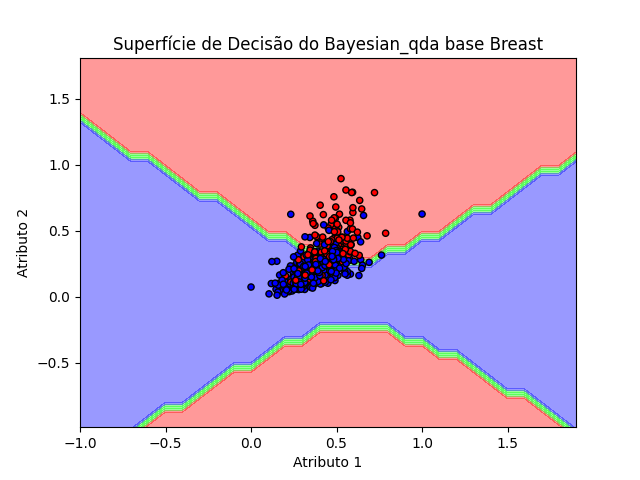 Superfície de Decisão do Bayesian_qda base Breast
1.5
1.0
0.5
0.0
−0.5
Atributo 2
−1.0 −0.5 0.0 0.5 1.0 1.5
Atributo 1